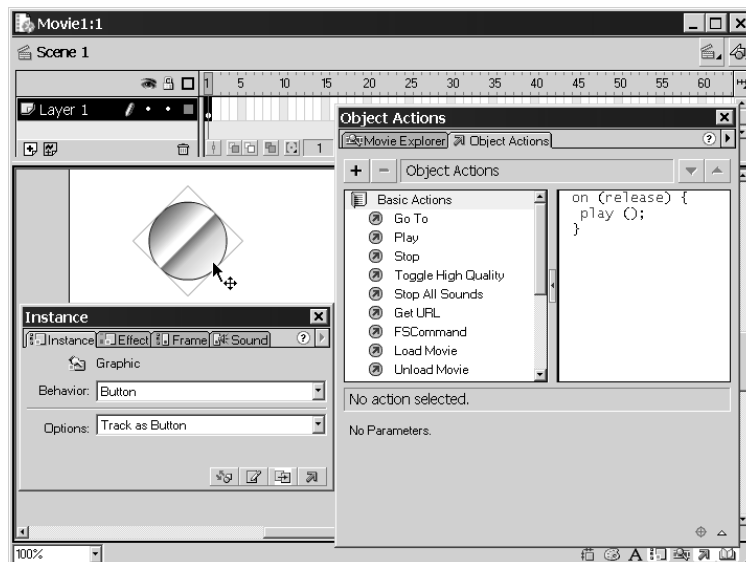 Movie1:1
Scene 1
1 5 10 15 20 25 30 35 40 45 50 55 60
Layer 1
1
Object Actions
Movie Explorer Object Actions
+ - Object Actions
Basic Actions
Go To
Play
Stop
Toggle High Quality
Stop All Sounds
Get URL
FSCommand
Load Movie
Unload Movie
on (release) {
play ();
}
No action selected.
No Parameters.
Instance
Instance Effect Frame Sound
Graphic
Behavior: Button
Options: Track as Button
100%